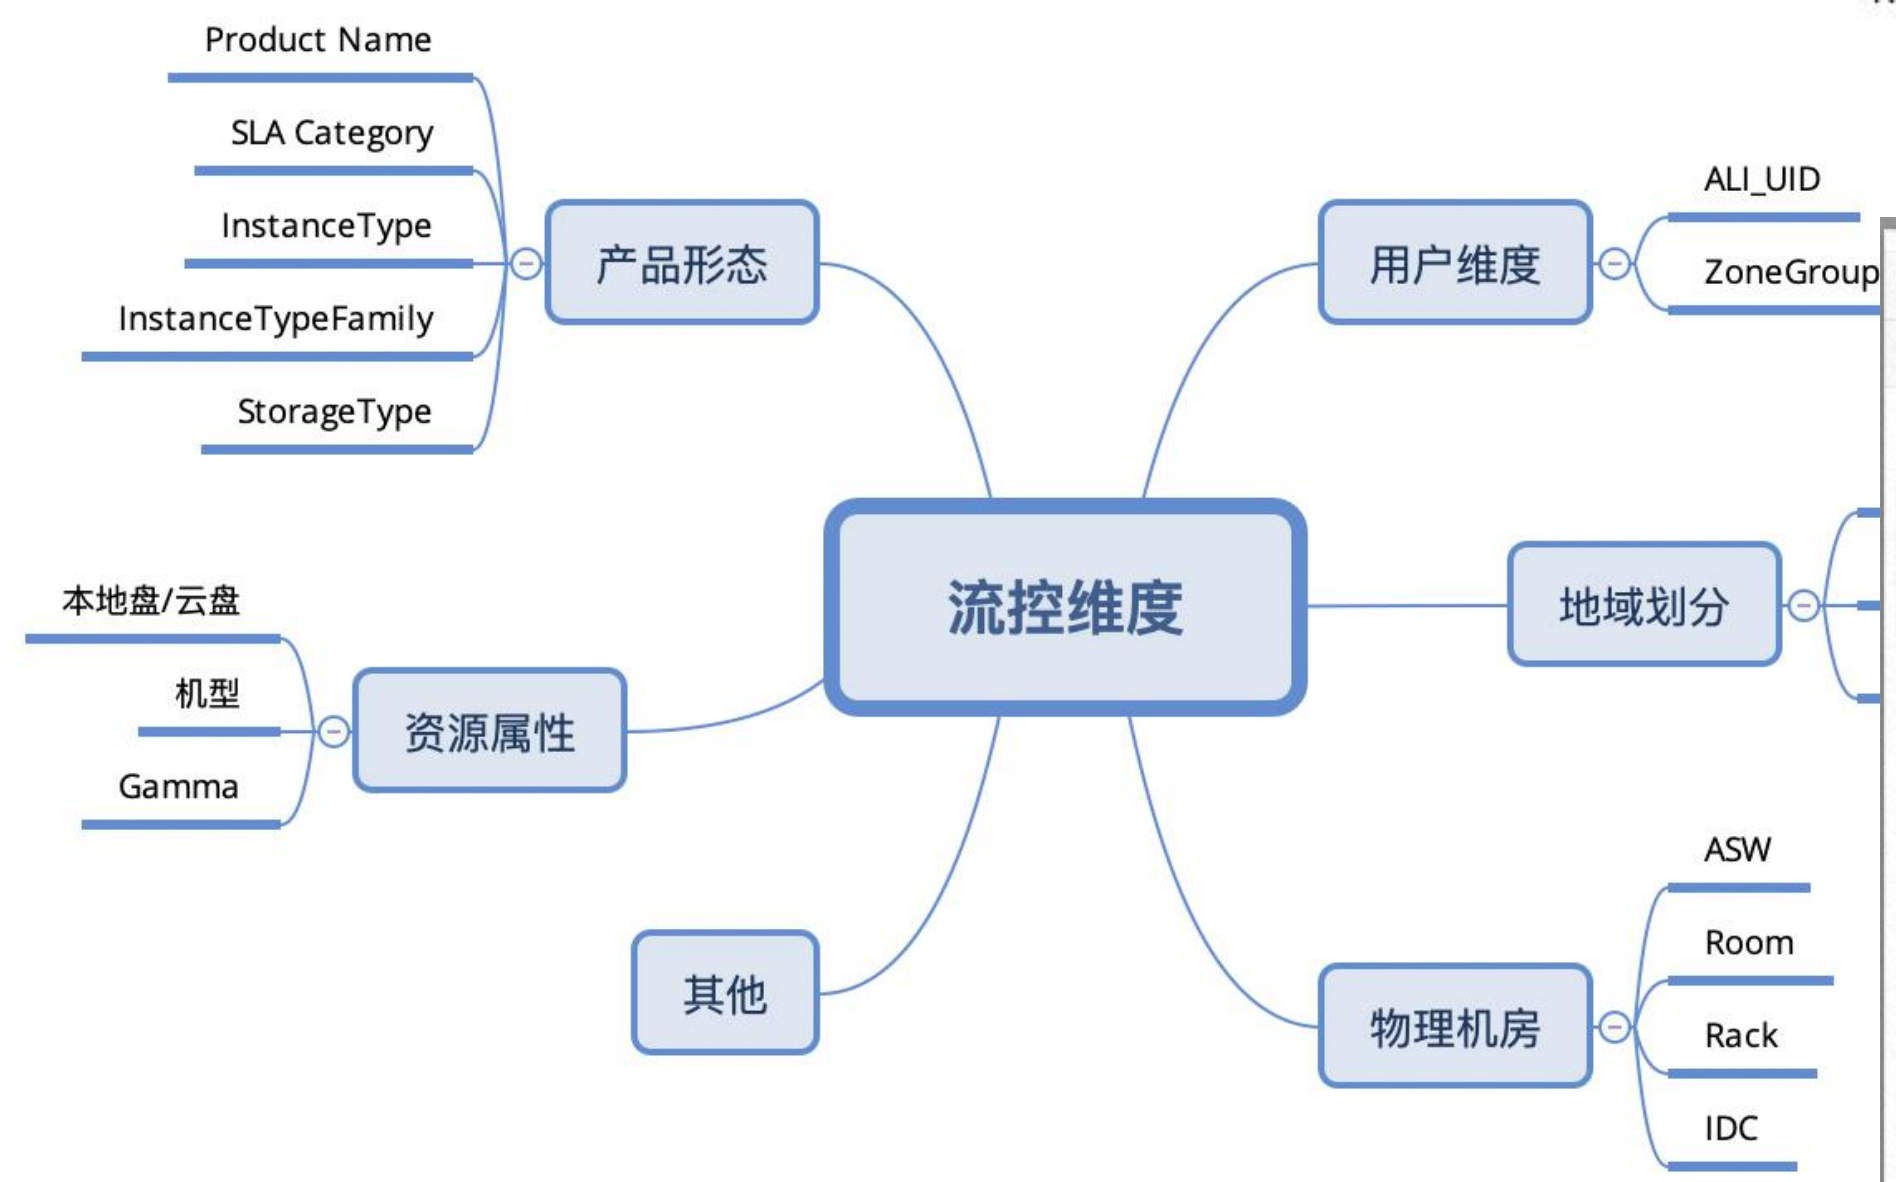 Product Name
SLA Category
InstanceType
InstanceTypeFamily
StorageType
产品形态
用户维度
ALI_UID
ZoneGroup
流控维度
地域划分
本地盘/云盘
机型
Gamma
资源属性
其他
物理机房
ASW
Room
Rack
IDC